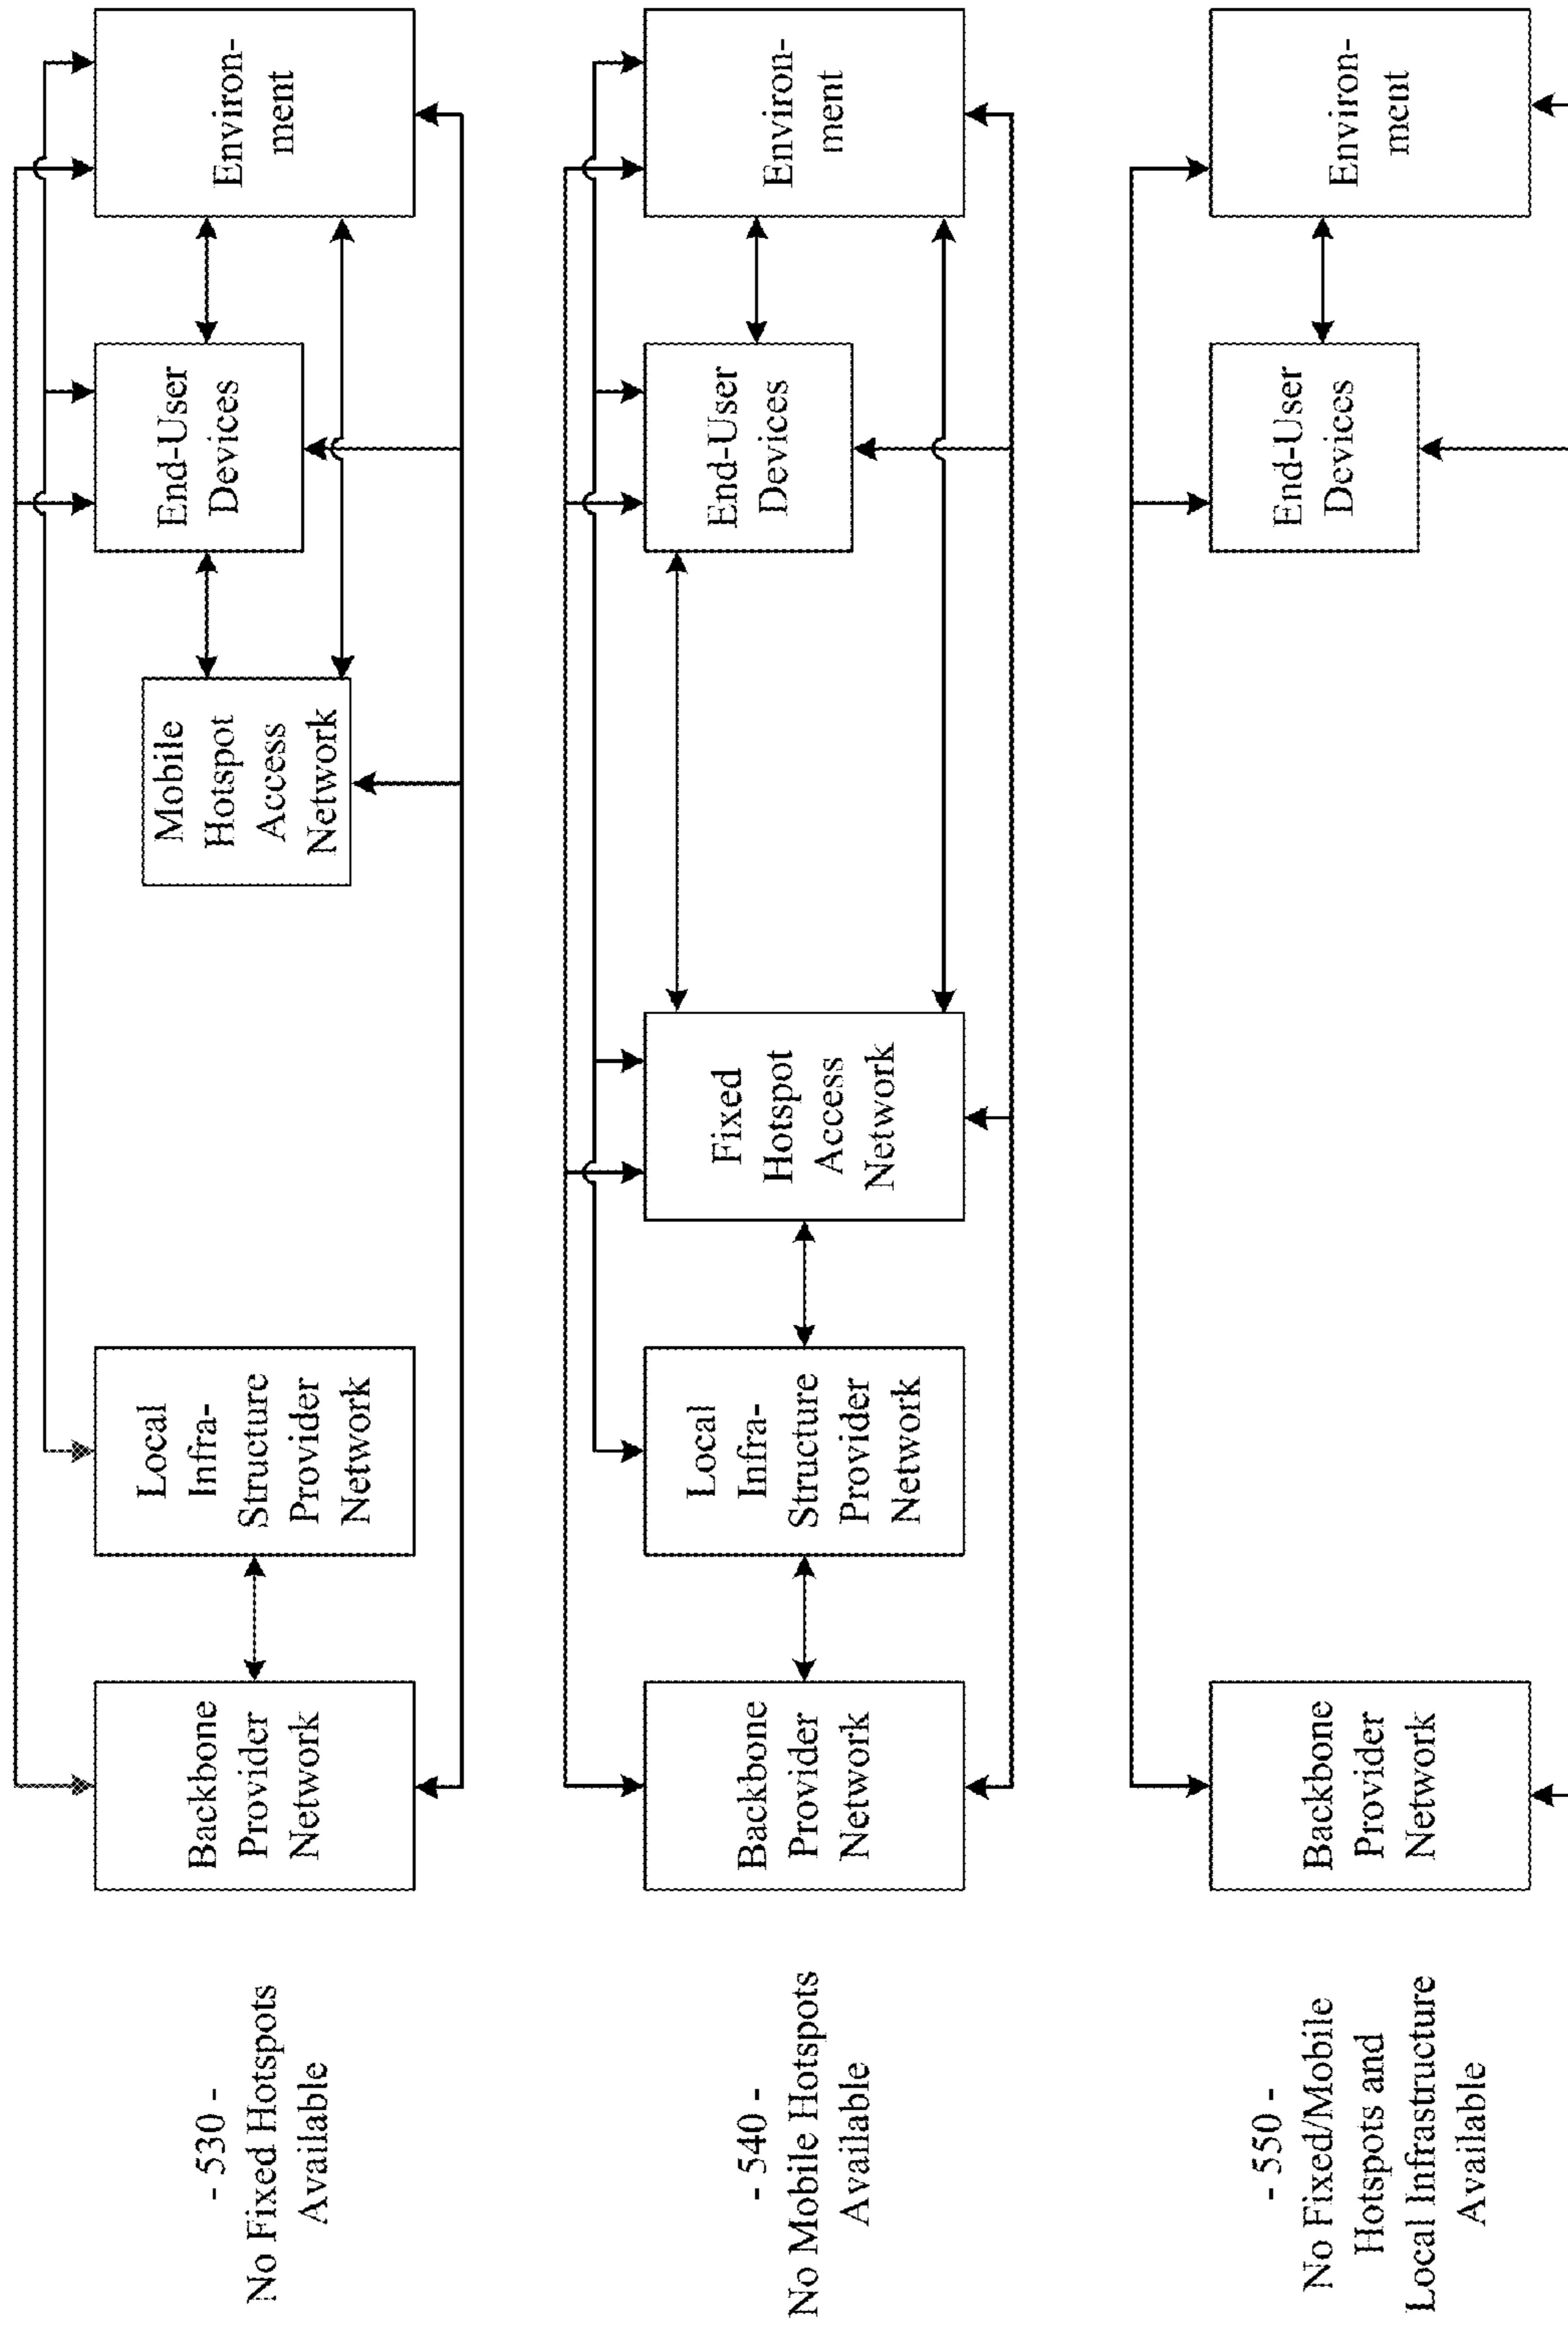 - 530 -
No Fixed Hotspots
Available
Backbone
Provider
Network
Local
Infra-
Structure
Provider
Network
Mobile
Hotspot
Access
Network
End-User
Devices
Environ-
ment
- 540 -
No Mobile Hotspots
Available
Backbone
Provider
Network
Local
Infra-
Structure
Provider
Network
Fixed
Hotspot
Access
Network
End-User
Devices
Environ-
ment
- 550 -
No Fixed/Mobile
Hotspots and
Local Infrastructure
Available
Backbone
Provider
Network
End-User
Devices
Environ-
ment